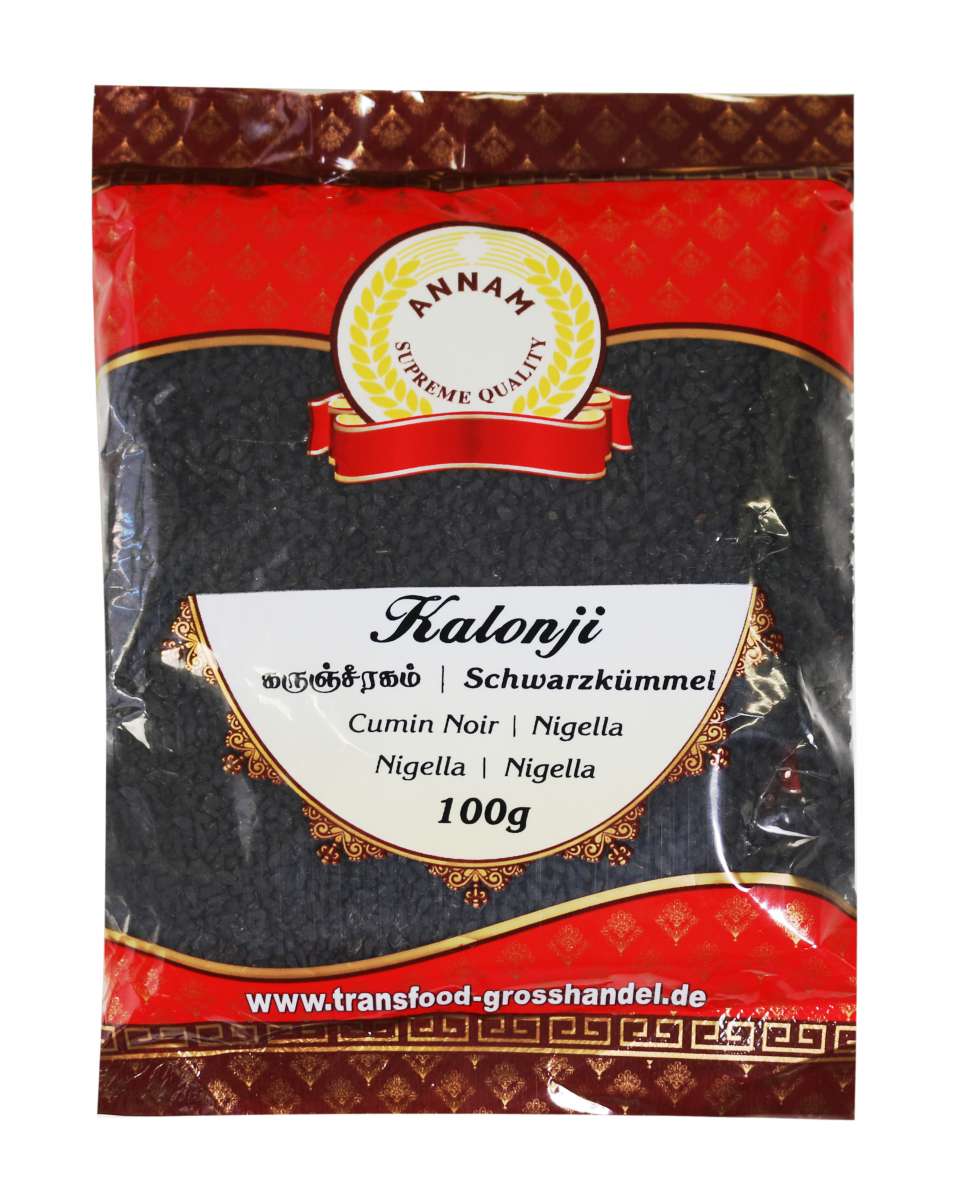 ANNAM
SUPREME QUALITY
Kalonji
கருஞ்சீரகம் | Schwarzkümmel
Cumin Noir | Nigella
Nigella | Nigella
100g
www.transfood-grosshandel.de